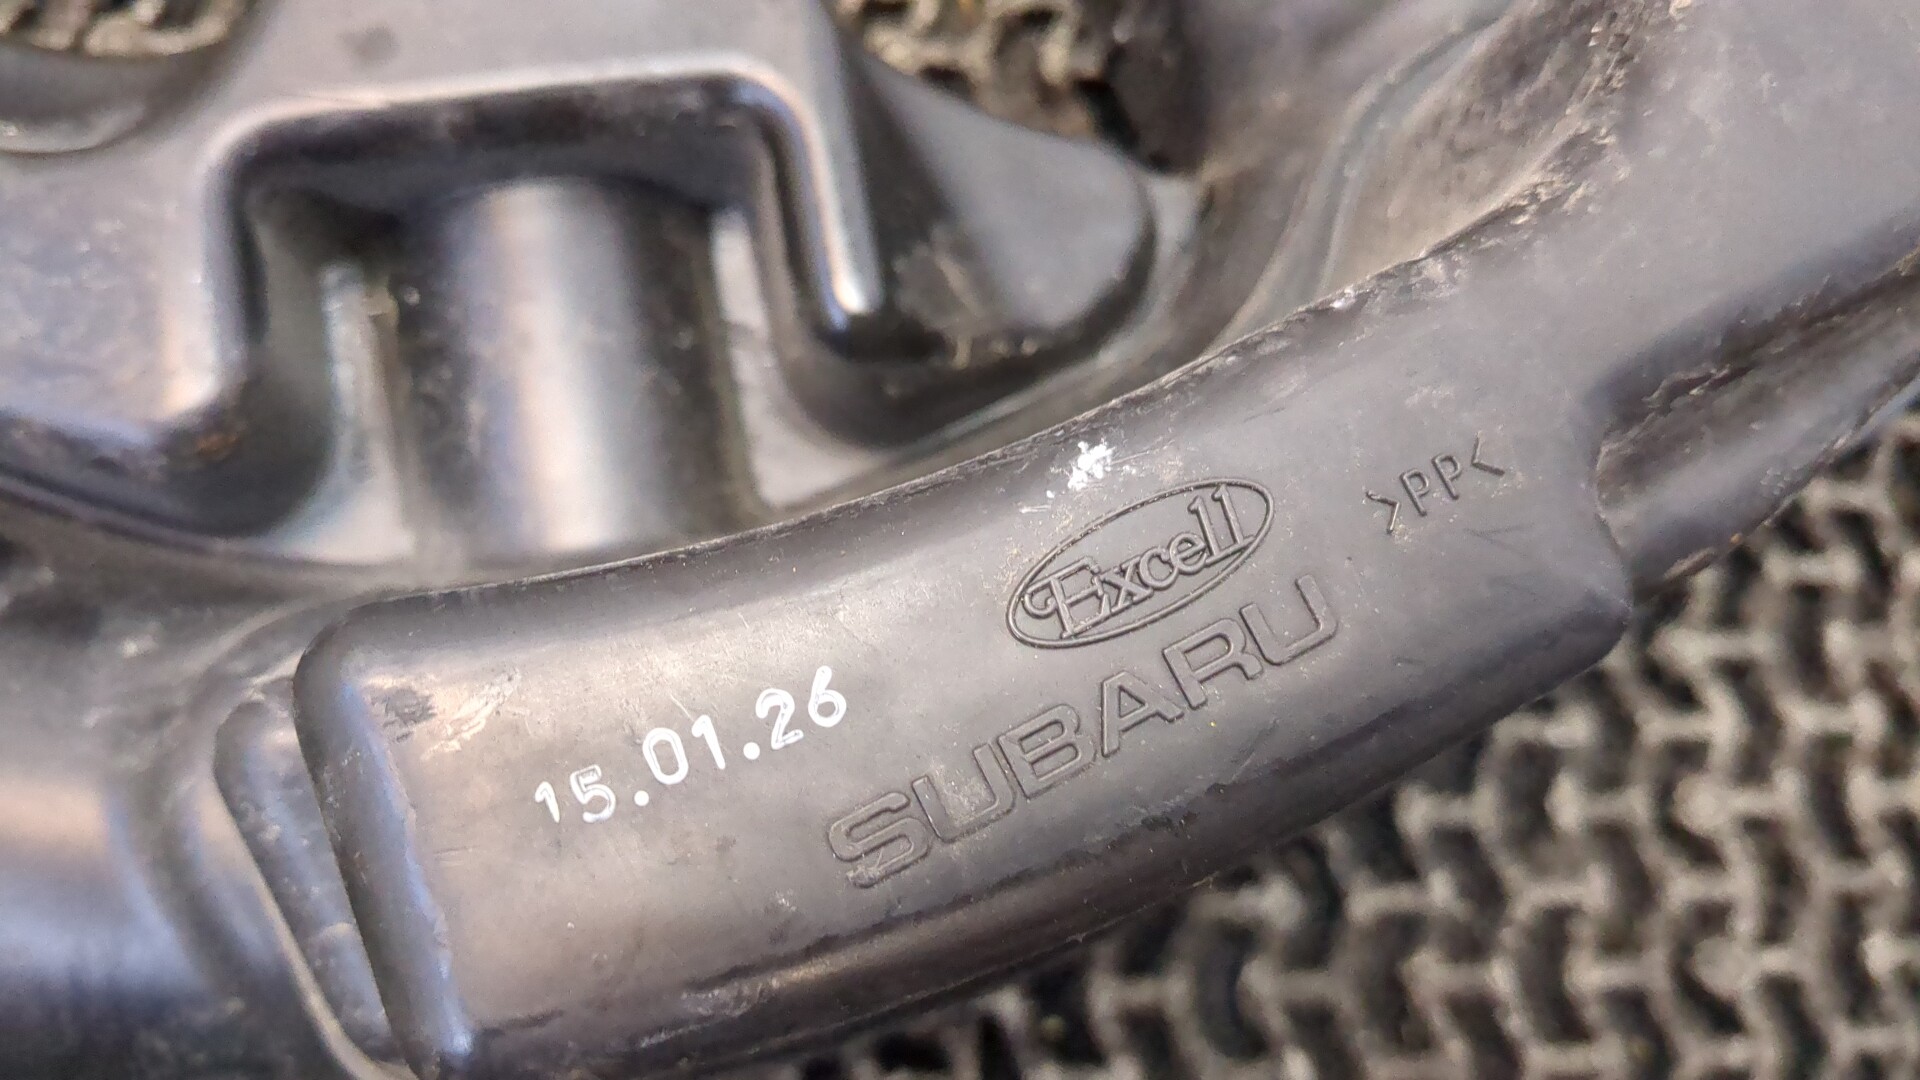 Excell
>PP<
SUBARU
15.01.26